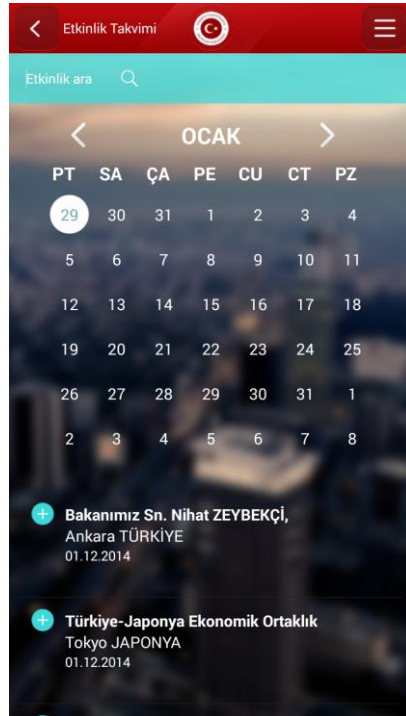 Etkinlik Takvimi
Etkinlik ara
OCAK
PT SA ÇA PE CU CT PZ
29 30 31 1 2 3 4
5 6 7 8 9 10 11
12 13 14 15 16 17 18
19 20 21 22 23 24 25
26 27 28 29 30 31 1
2 3 4 5 6 7 8
Bakanımız Sn. Nihat ZEYBEKÇİ,
Ankara TÜRKİYE
01.12.2014
Türkiye-Japonya Ekonomik Ortaklık
Tokyo JAPONYA
01.12.2014